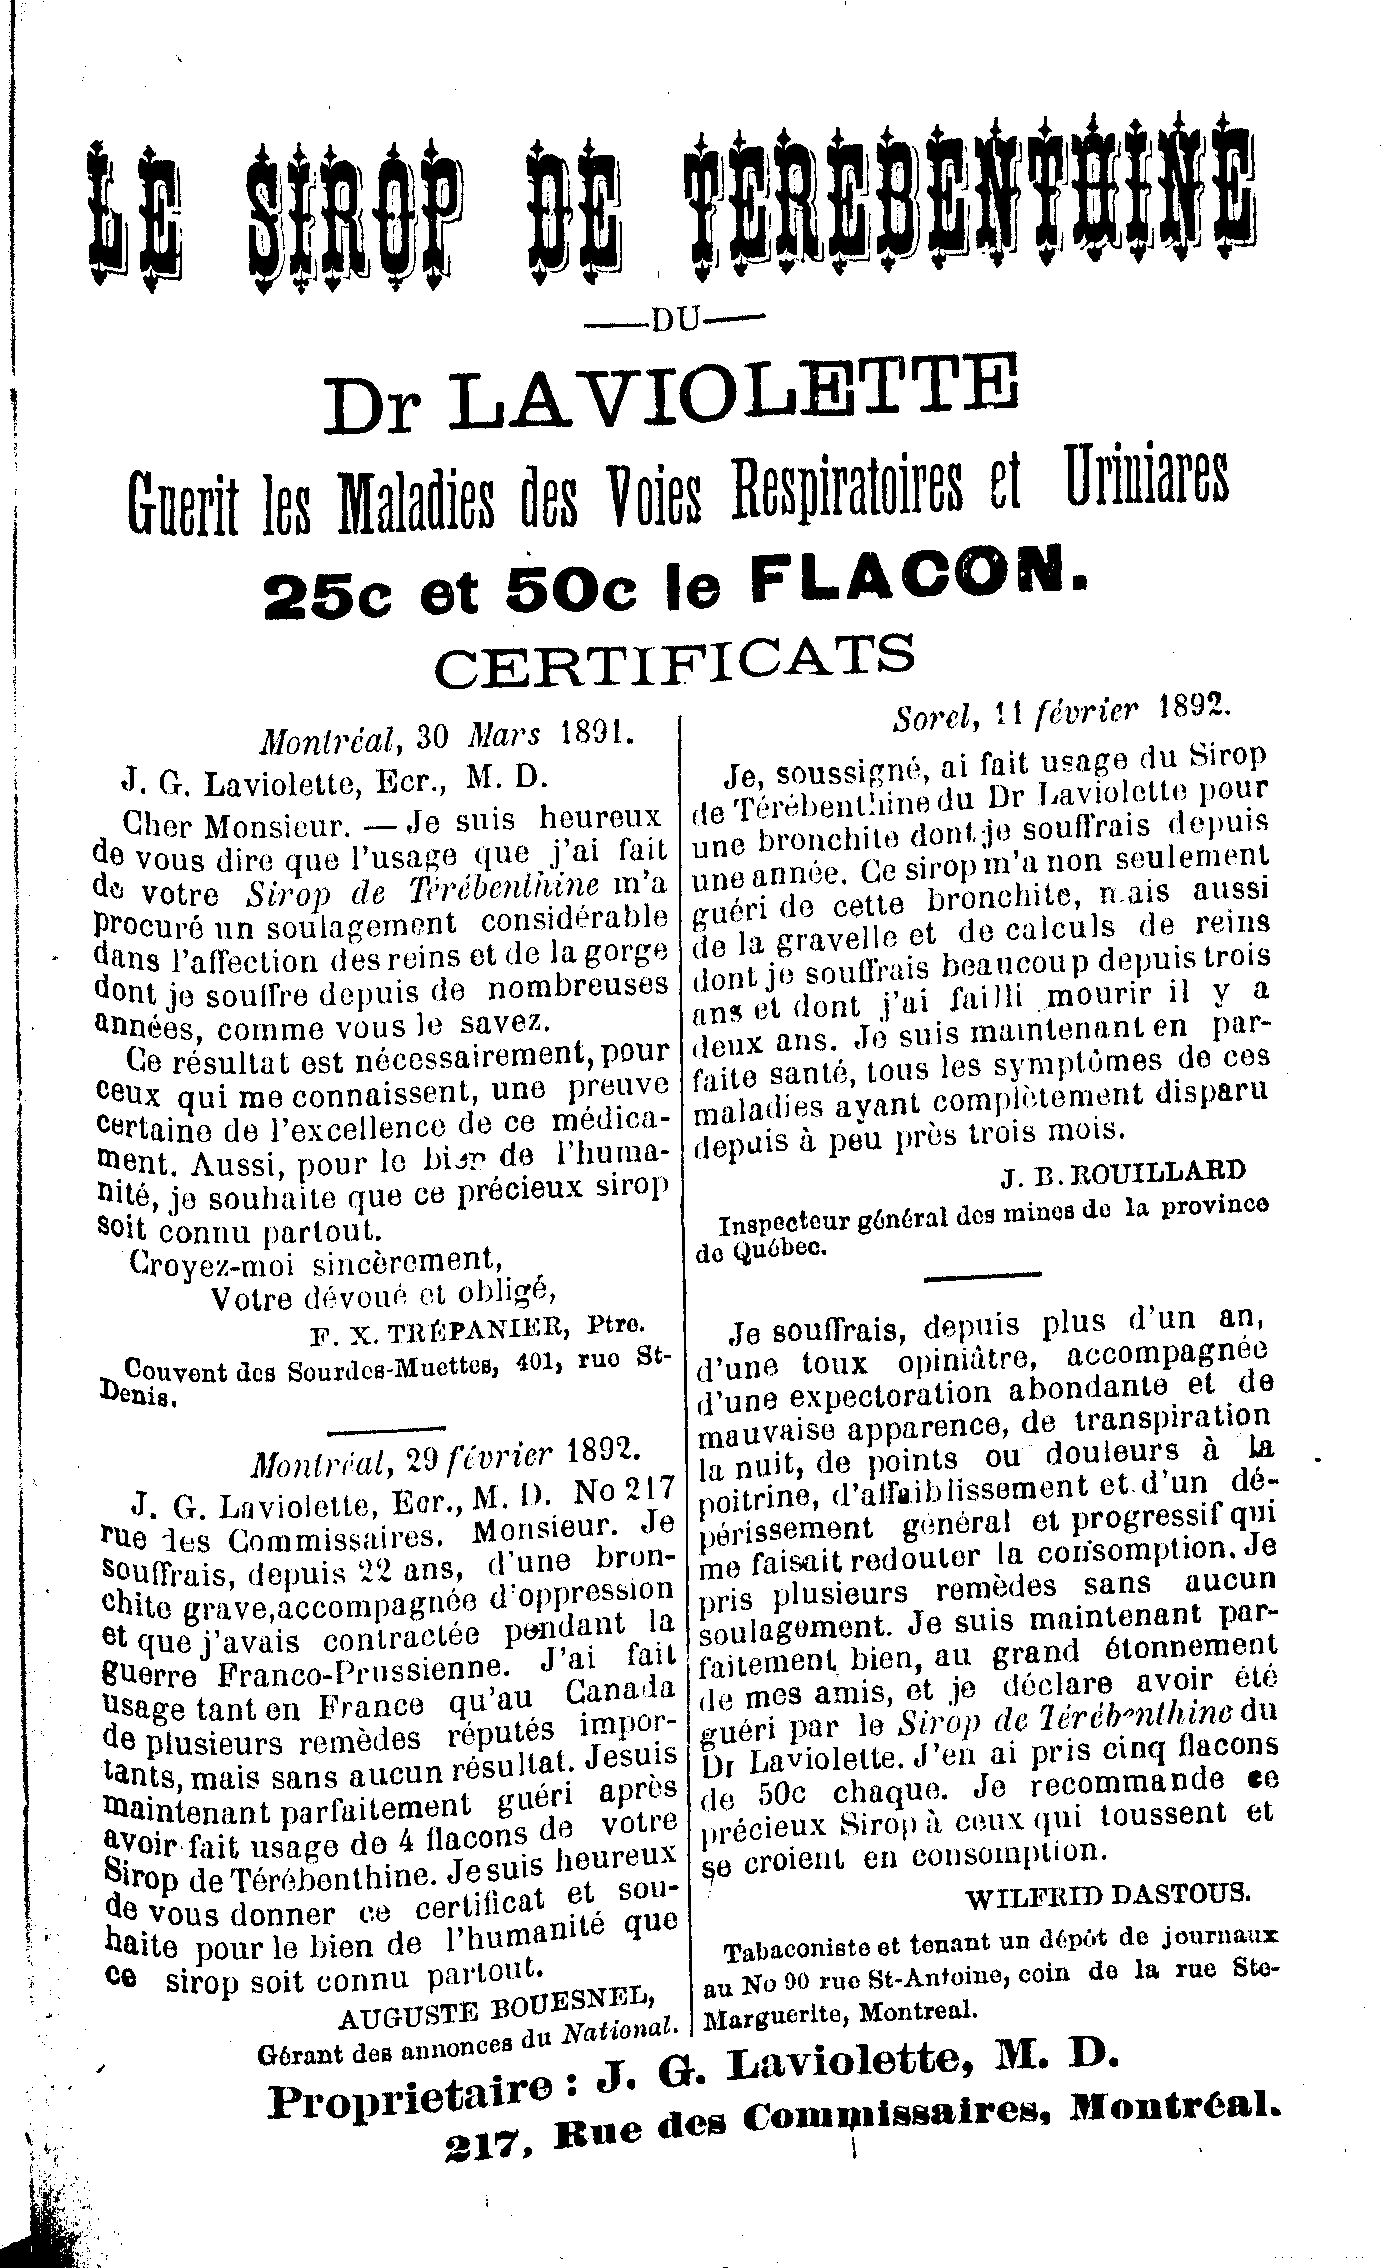 LE SIROP DE TEREBENTHINE
—DU—
Dr LAVIOLETTE
Guerit les Maladies des Voies Respiratoires et Uriniares
25c et 50c le FLACON.
CERTIFICATS
Montréal, 30 Mars 1891.
J. G. Laviolette, Ecr., M. D.
Cher Monsieur. — Je suis heureux
de vous dire que l'usage que j'ai fait
de votre Sirop de Térébenthine m'a
procuré un soulagement considérable
dans l'affection des reins et de la gorge
dont je souffre depuis de nombreuses
années, comme vous le savez.
Ce résultat est nécessairement, pour
ceux qui me connaissent, une preuve
certaine de l'excellence de ce médica-
ment. Aussi, pour le bien de l'huma-
nité, je souhaite que ce précieux sirop
soit connu partout.
Croyez-moi sincèrement,
Votre dévoué et obligé,
F. X. TRÉPANIER, Ptre.
Couvent des Sourdes-Muettes, 401, rue St-
Denis.
Montréal, 29 février 1892.
J. G. Laviolette, Ecr., M. D. No 217
rue des Commissaires. Monsieur. Je
souffrais, depuis 22 ans, d'une bron-
chite grave, accompagnée d'oppression
et que j'avais contractée pendant la
guerre Franco-Prussienne. J'ai fait
usage tant en France qu'au Canada
de plusieurs remèdes réputés impor-
tants, mais sans aucun résultat. Je suis
maintenant parfaitement guéri après
avoir fait usage de 4 flacons de votre
Sirop de Térébenthine. Je suis heureux
de vous donner ce certificat et sou-
haite pour le bien de l'humanité que
ce sirop soit connu partout.
AUGUSTE BOUESNEL,
Gérant des annonces du National.
Sorel, 11 février 1892.
Je, soussigné, ai fait usage du Sirop
de Térébenthine du Dr Laviolette pour
une bronchite dont je souffrais depuis
une année. Ce sirop m'a non seulement
guéri de cette bronchite, mais aussi
de la gravelle et de calculs de reins
dont je souffrais beaucoup depuis trois
ans et dont j'ai failli mourir il y a
deux ans. Je suis maintenant en par-
faite santé, tous les symptômes de ces
maladies ayant complètement disparu
depuis à peu près trois mois.
J. B. ROUILLARD
Inspecteur général des mines de la province
de Québec.
Je souffrais, depuis plus d'un an,
d'une toux opiniâtre, accompagnée
d'une expectoration abondante et de
mauvaise apparence, de transpiration
la nuit, de points ou douleurs à la
poitrine, d'affaiblissement et d'un dé-
périssement général et progressif qui
me faisait redouter la consomption. Je
pris plusieurs remèdes sans aucun
soulagement. Je suis maintenant par-
faitement bien, au grand étonnement
de mes amis, et je déclare avoir été
guéri par le Sirop de Térébenthine du
Dr Laviolette. J'en ai pris cinq flacons
de 50c chaque. Je recommande ce
précieux Sirop à ceux qui toussent et
se croient en consomption.
WILFRID DASTOUS.
Tabaconiste et tenant un dépôt de journaux
au No 90 rue St-Antoine, coin de la rue Ste-
Marguerite, Montreal.
Proprietaire : J. G. Laviolette, M. D.
217, Rue des Commissaires, Montréal.